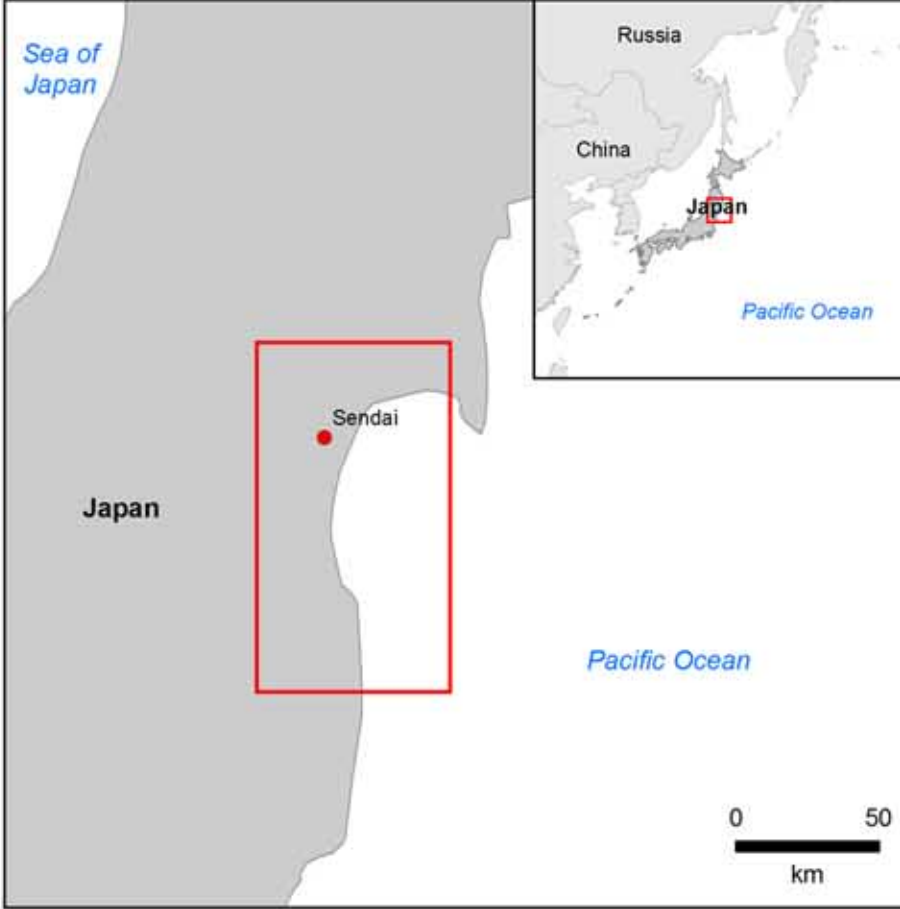 Sea of
Japan
Russia
China
Japan
Pacific Ocean
Sendai
Japan
Pacific Ocean
0 50
km